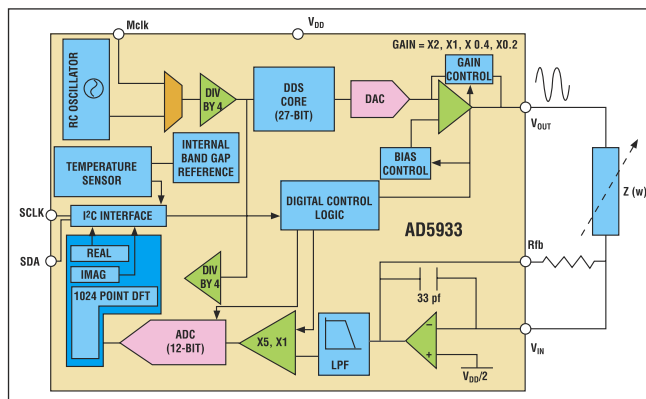 Mclk
VDD
GAIN = X2, X1, X 0.4, X0.2
RC OSCILLATOR
DIV
BY 4
DDS
CORE
(27-BIT)
DAC
GAIN
CONTROL
VOUT
BIAS
CONTROL
INTERNAL
BAND GAP
REFERENCE
TEMPERATURE
SENSOR
Z (w)
SCLK
I²C INTERFACE
DIGITAL CONTROL
LOGIC
AD5933
SDA
REAL
IMAG
1024 POINT DFT
DIV
BY 4
Rfb
33 pf
ADC
(12-BIT)
X5, X1
LPF
−
+
VDD/2
VIN